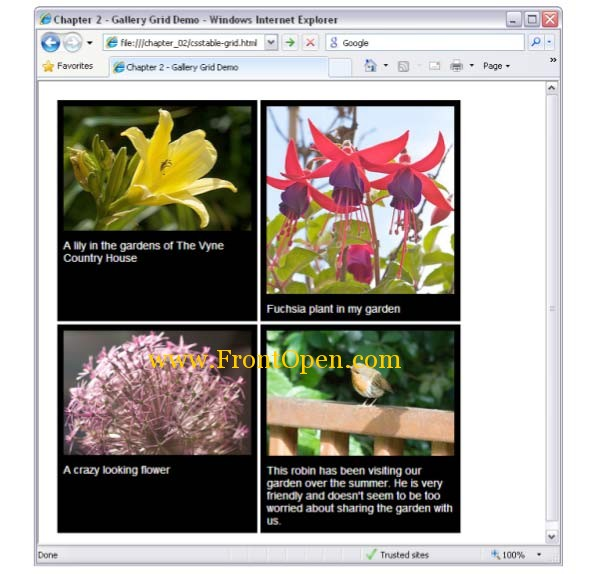 Chapter 2 - Gallery Grid Demo - Windows Internet Explorer
file:///chapter_02/csstable-grid.html
Google
Favorites
Chapter 2 - Gallery Grid Demo
Page
A lily in the gardens of The Vyne
Country House
Fuchsia plant in my garden
www.FrontOpen.com
A crazy looking flower
This robin has been visiting our
garden over the summer. He is very
friendly and doesn't seem to be too
worried about sharing the garden with
us.
Done
Trusted sites
100%